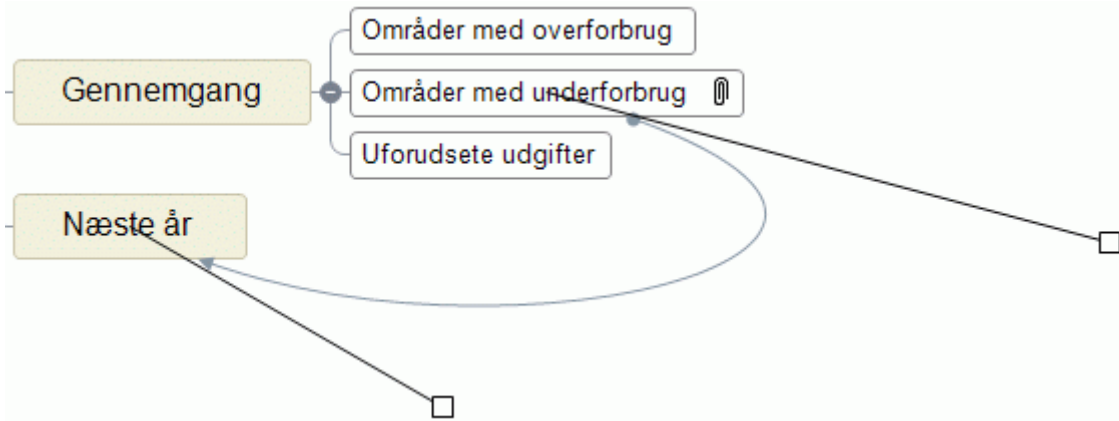 Områder med overforbrug
Gennemgang
Områder med underforbrug
Uforudsete udgifter
Næste år